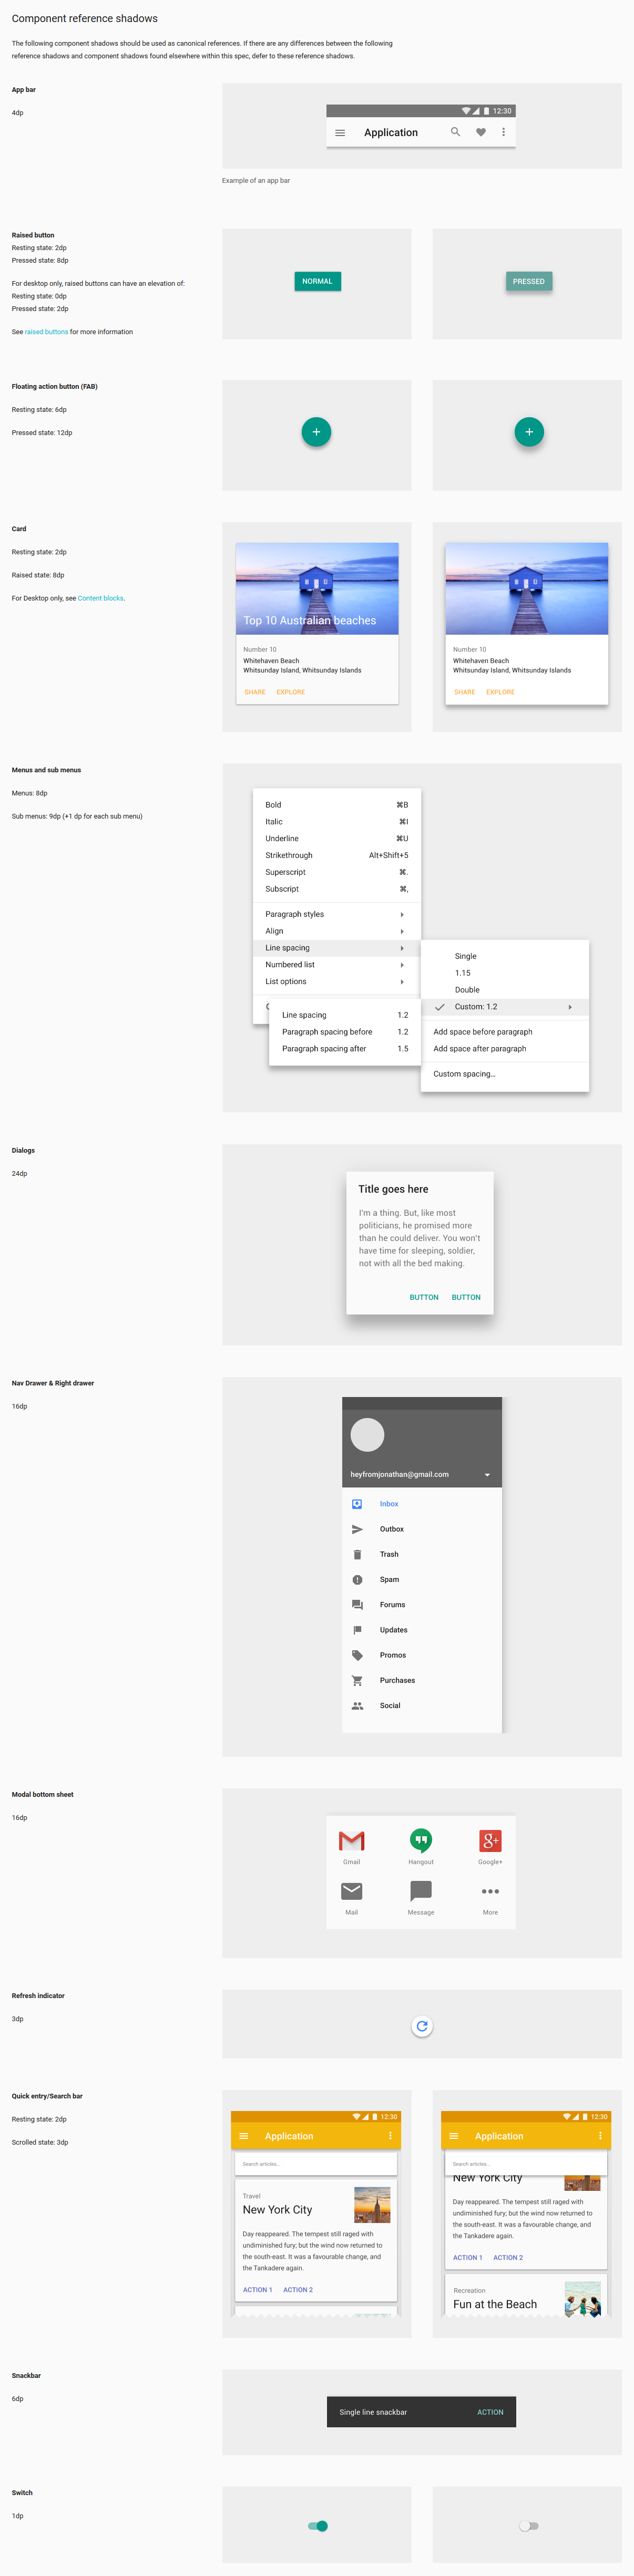 Component reference shadows
The following component shadows should be used as canonical references. If there are any differences between the following
reference shadows and component shadows found elsewhere within this spec, defer to these reference shadows.
App bar
4dp
12:30
Application
Example of an app bar
Raised button
Resting state: 2dp
Pressed state: 8dp
For desktop only, raised buttons can have an elevation of:
Resting state: 0dp
Pressed state: 2dp
See raised buttons for more information
NORMAL
PRESSED
Floating action button (FAB)
Resting state: 6dp
Pressed state: 12dp
Card
Resting state: 2dp
Raised state: 8dp
For Desktop only, see Content blocks.
Top 10 Australian beaches
Number 10
Whitehaven Beach
Whitsunday Island, Whitsunday Islands
SHARE EXPLORE
Number 10
Whitehaven Beach
Whitsunday Island, Whitsunday Islands
SHARE EXPLORE
Menus and sub menus
Menus: 8dp
Sub menus: 9dp (+1 dp for each sub menu)
Bold ⌘B
Italic ⌘I
Underline ⌘U
Strikethrough Alt+Shift+5
Superscript ⌘.
Subscript ⌘,
Paragraph styles
Align
Line spacing
Numbered list
List options
Single
1.15
Double
Custom: 1.2
Add space before paragraph
Add space after paragraph
Custom spacing...
Line spacing 1.2
Paragraph spacing before 1.2
Paragraph spacing after 1.5
Dialogs
24dp
Title goes here
I'm a thing. But, like most
politicians, he promised more
than he could deliver. You won't
have time for sleeping, soldier,
not with all the bed making.
BUTTON BUTTON
Nav Drawer & Right drawer
16dp
heyfromjonathan@gmail.com
Inbox
Outbox
Trash
Spam
Forums
Updates
Promos
Purchases
Social
Modal bottom sheet
16dp
Gmail Hangout Google+
Mail Message More
Refresh indicator
3dp
Quick entry/Search bar
Resting state: 2dp
Scrolled state: 3dp
12:30
Application
Search articles...
Travel
New York City
Day reappeared. The tempest still raged with
undiminished fury; but the wind now returned to
the south-east. It was a favourable change, and
the Tankadere again.
ACTION 1 ACTION 2
12:30
Application
Search articles...
New York City
Day reappeared. The tempest still raged with
undiminished fury; but the wind now returned to
the south-east. It was a favourable change, and
the Tankadere again.
ACTION 1 ACTION 2
Recreation
Fun at the Beach
Snackbar
6dp
Single line snackbar ACTION
Switch
1dp